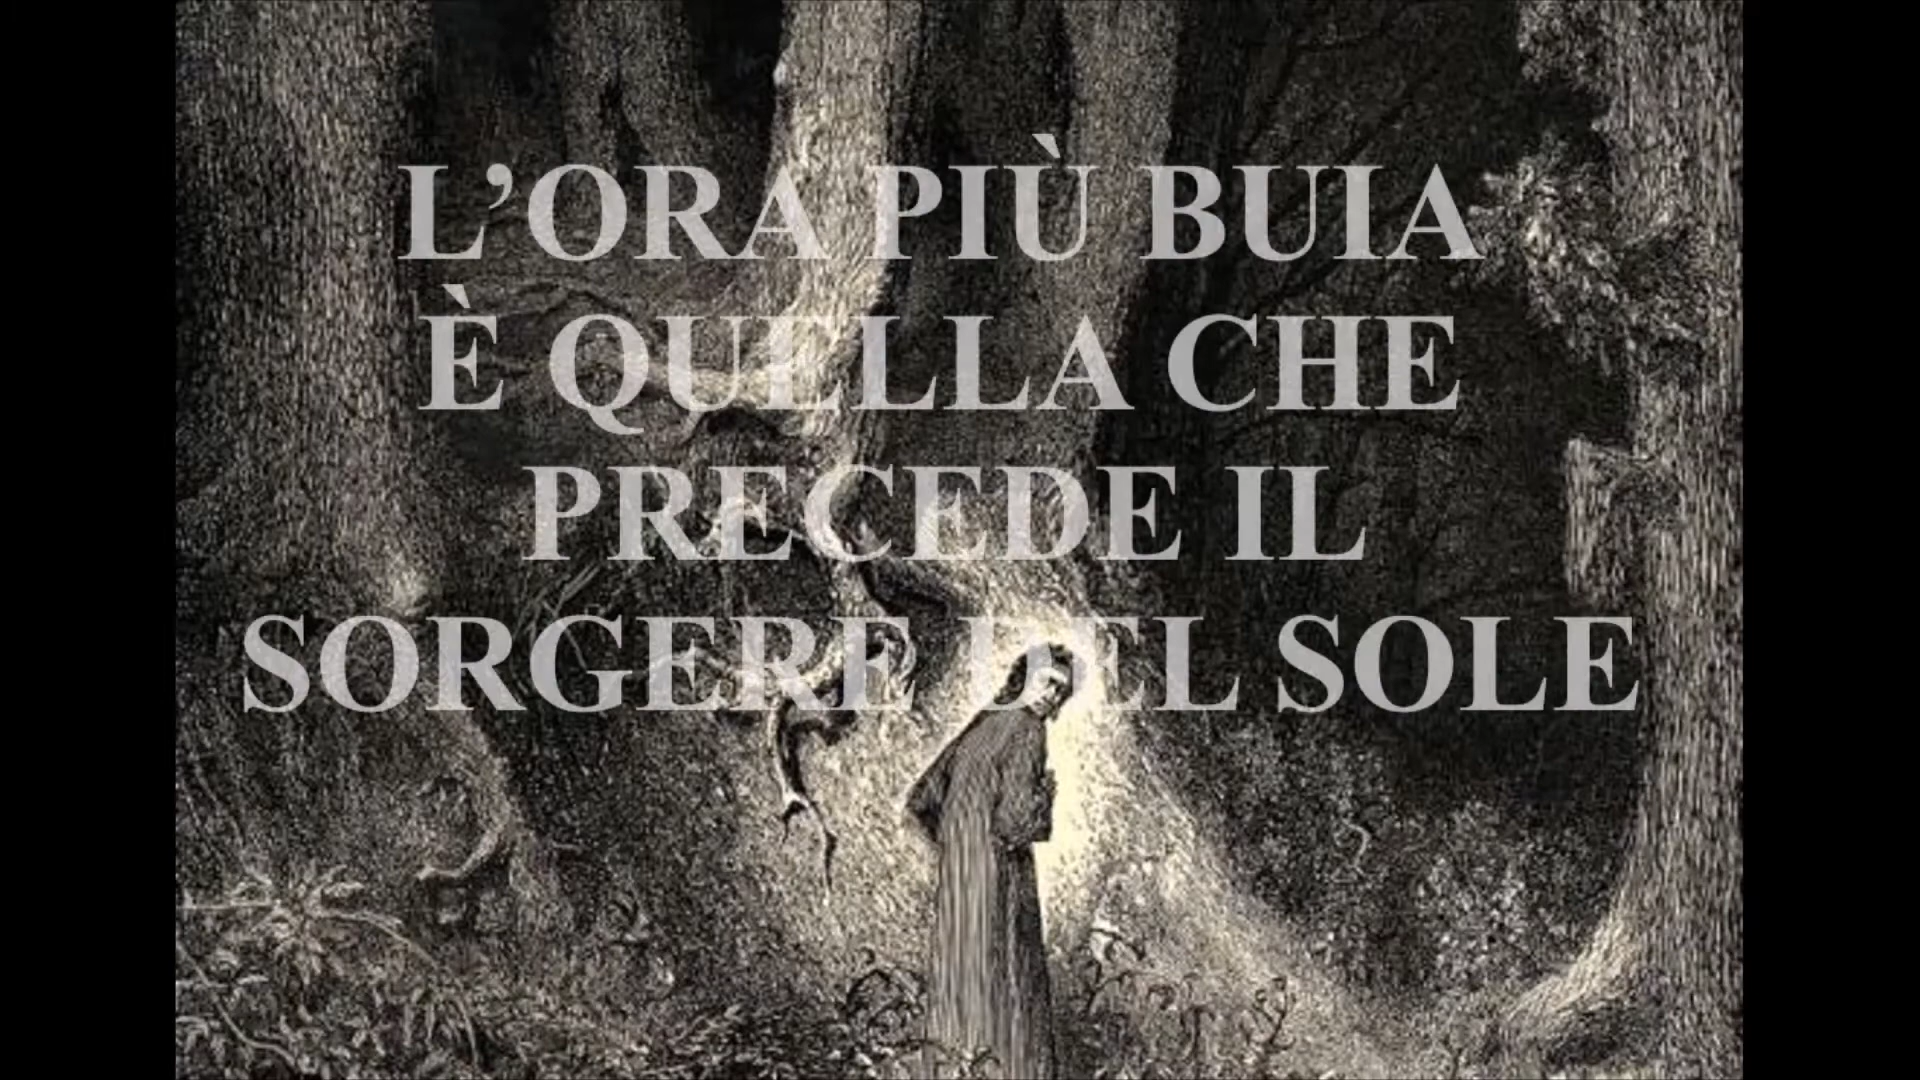 L’ORA PIÙ BUIA
È QUELLA CHE
PRECEDE IL
SORGERE DEL SOLE